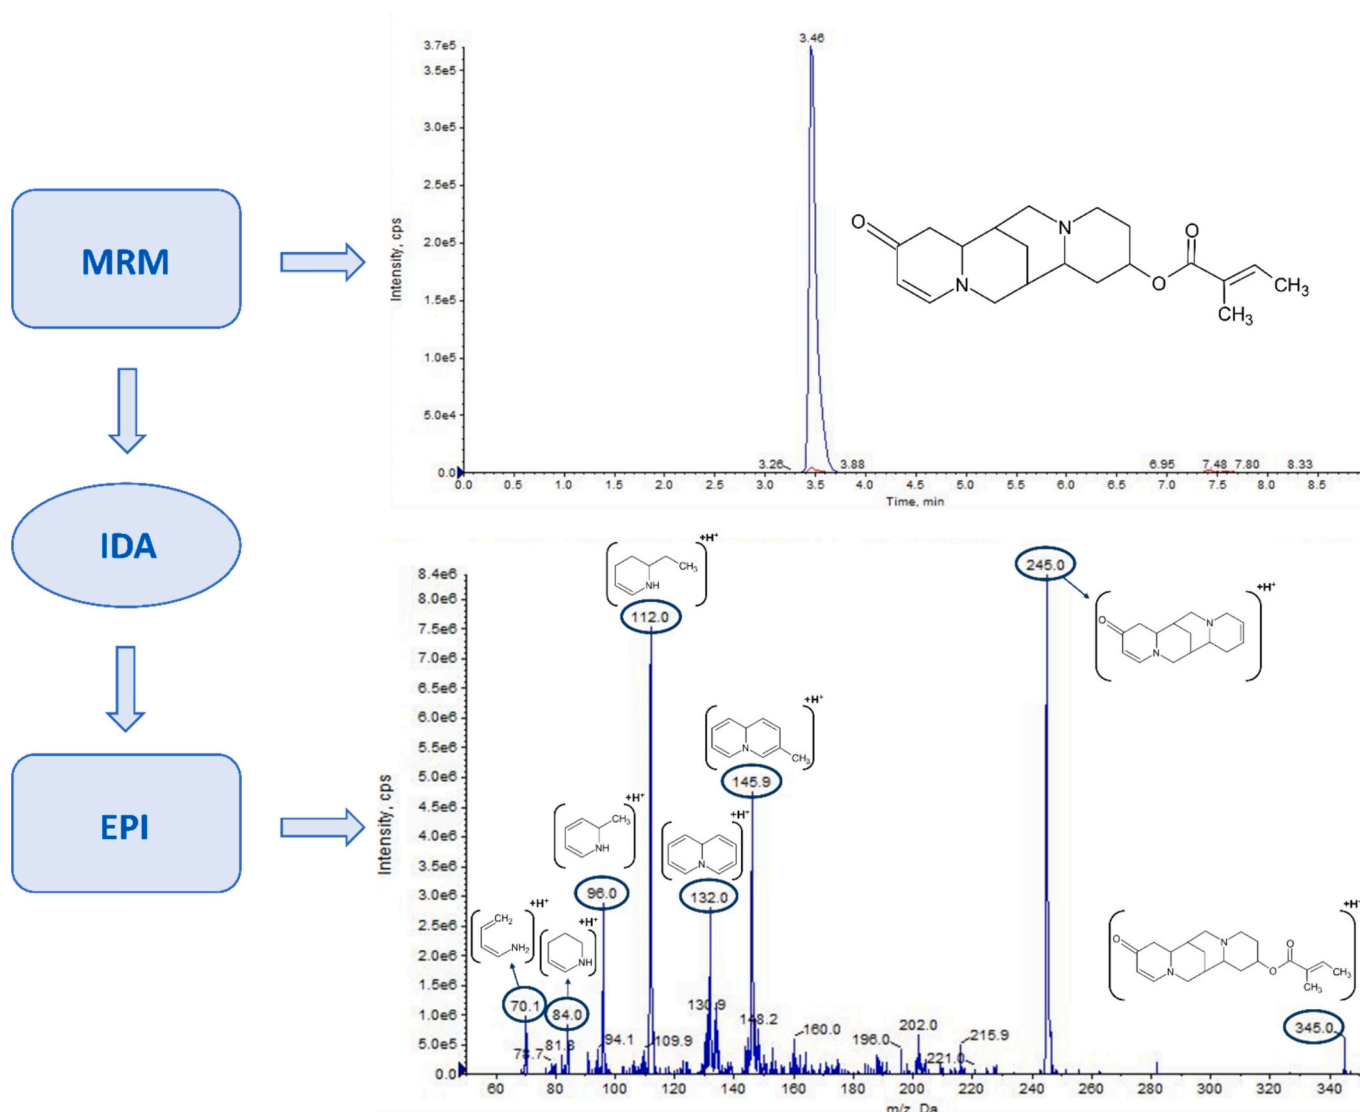 MRM
IDA
EPI
3.7e5
3.5e5
3.0e5
2.5e5
2.0e5
1.5e5
1.0e5
5.0e4
0.0
Intensity, cps
3.46
3.26
3.88
6.95
7.48
7.80
8.33
0.0 0.5 1.0 1.5 2.0 2.5 3.0 3.5 4.0 4.5 5.0 5.5 6.0 6.5 7.0 7.5 8.0 8.5
Time, min
O
N
N
O
O
CH3
CH3
8.4e6
8.0e6
7.5e6
7.0e6
6.5e6
6.0e6
5.5e6
5.0e6
4.5e6
4.0e6
3.5e6
3.0e6
2.5e6
2.0e6
1.5e6
1.0e6
5.0e5
0.0
Intensity, cps
+H+
CH2
NH2
70.1
+H+
NH
84.0
+H+
CH3
NH
96.0
+H+
CH3
NH
112.0
+H+
N
132.0
+H+
N
CH3
145.9
245.0
+H+
O
N
N
+H+
O
N
N
O
O
CH3
CH3
345.0
78.7
81.8
94.1
109.9
130.9
148.2
160.0
196.0
202.0
221.0
215.9
60 80 100 120 140 160 180 200 220 240 260 280 300 320 340
m/z, Da